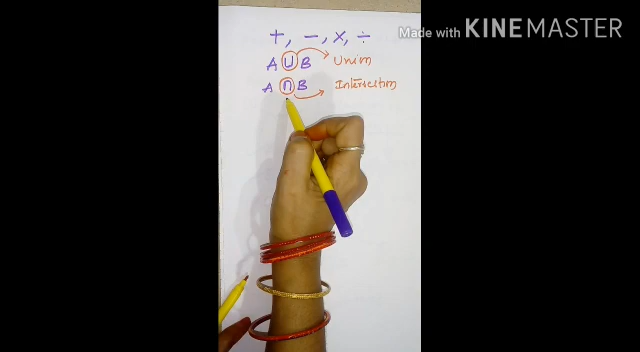 +, −, ×, ÷
A U B → Union
A ∩ B → Intersection
Made with KINEMASTER